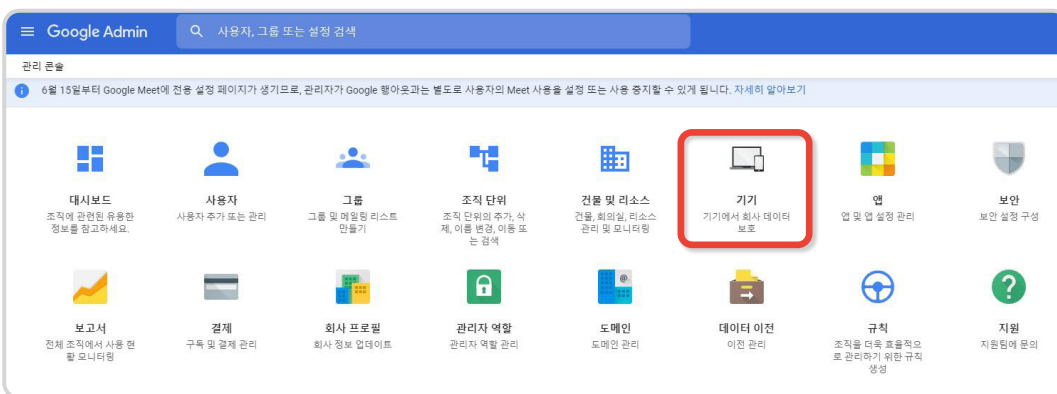 Google Admin
사용자, 그룹 또는 설정 검색
관리 콘솔
6월 15일부터 Google Meet에 전용 설정 페이지가 생기므로, 관리자가 Google 행아웃과는 별도로 사용자의 Meet 사용을 설정 또는 사용 중지할 수 있게 됩니다. 자세히 알아보기
대시보드
조직에 관련된 유용한
정보를 참고하세요.
사용자
사용자 추가 또는 관리
그룹
그룹 및 메일링 리스트
만들기
조직 단위
조직 단위의 추가, 삭
제, 이름 변경, 이동 또
는 검색
건물 및 리소스
건물, 회의실, 리소스
관리 및 모니터링
기기
기기에서 회사 데이터
보호
앱
앱 및 앱 설정 관리
보안
보안 설정 구성
보고서
전체 조직에서 사용 현
황 모니터링
결제
구독 및 결제 관리
회사 프로필
회사 정보 업데이트
관리자 역할
관리자 역할 관리
도메인
도메인 관리
데이터 이전
이전 관리
규칙
조직을 더욱 효율적으
로 관리하기 위한 규칙
생성
지원
지원팀에 문의